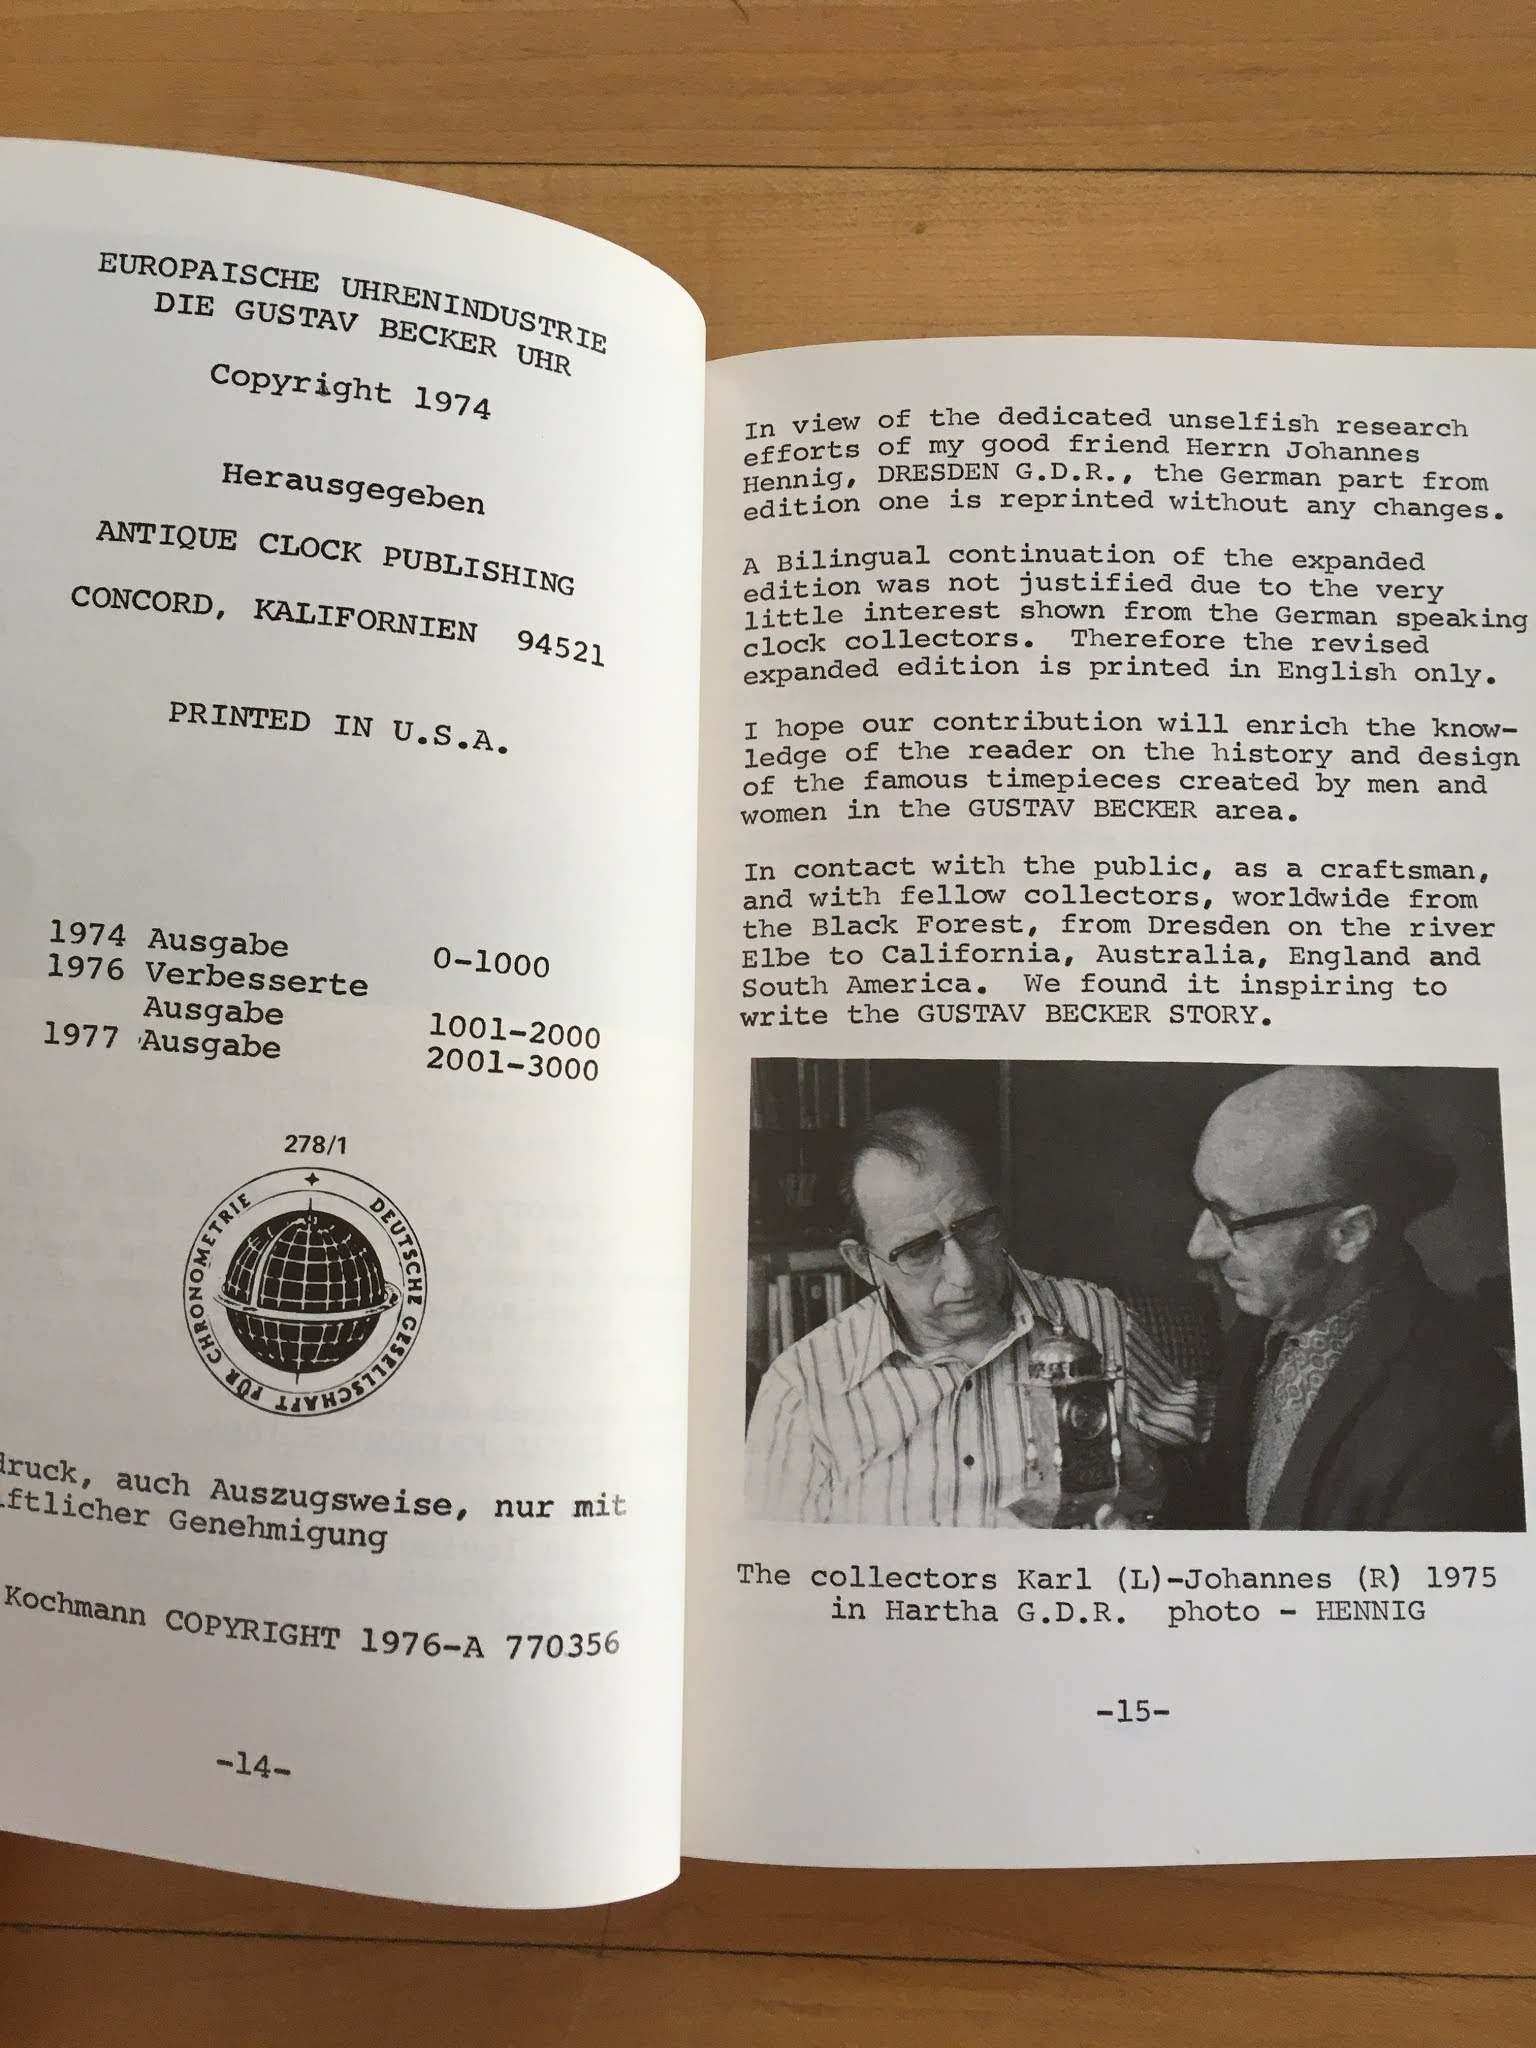 EUROPAISCHE UHRENINDUSTRIE
DIE GUSTAV BECKER UHR
Copyright 1974
Herausgegeben
ANTIQUE CLOCK PUBLISHING
CONCORD, KALIFORNIEN 94521
PRINTED IN U.S.A.
1974 Ausgabe 0-1000
1976 Verbesserte
Ausgabe 1001-2000
1977 Ausgabe 2001-3000
278/1
DEUTSCHE GESELLSCHAFT FÜR CHRONOMETRIE
druck, auch Auszugsweise, nur mit
ftlicher Genehmigung
Kochmann COPYRIGHT 1976-A 770356
-14-
In view of the dedicated unselfish research
efforts of my good friend Herrn Johannes
Hennig, DRESDEN G.D.R., the German part from
edition one is reprinted without any changes.
A Bilingual continuation of the expanded
edition was not justified due to the very
little interest shown from the German speaking
clock collectors. Therefore the revised
expanded edition is printed in English only.
I hope our contribution will enrich the know-
ledge of the reader on the history and design
of the famous timepieces created by men and
women in the GUSTAV BECKER area.
In contact with the public, as a craftsman,
and with fellow collectors, worldwide from
the Black Forest, from Dresden on the river
Elbe to California, Australia, England and
South America. We found it inspiring to
write the GUSTAV BECKER STORY.
The collectors Karl (L)-Johannes (R) 1975
in Hartha G.D.R. photo - HENNIG
-15-